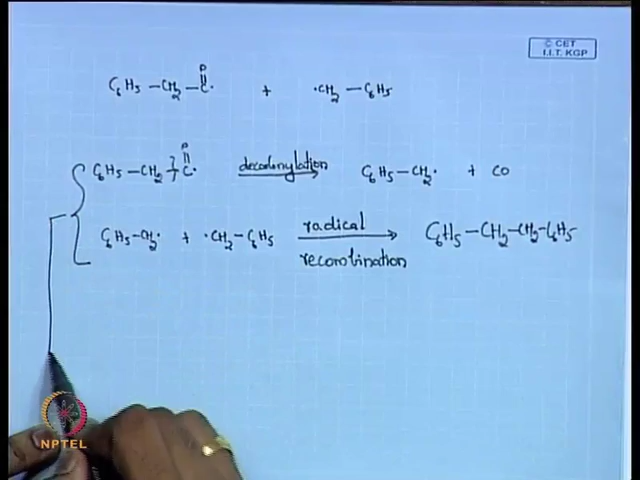 © CET
I.I.T. KGP
C6H5 — CH2 — C· + ·CH2 — C6H5
O
C6H5 — CH2 — C· decarbonylation C6H5 — CH2· + CO
O
C6H5 — CH2· + ·CH2 — C6H5 radical recombination C6H5 — CH2 — CH2 — C6H5
NPTEL